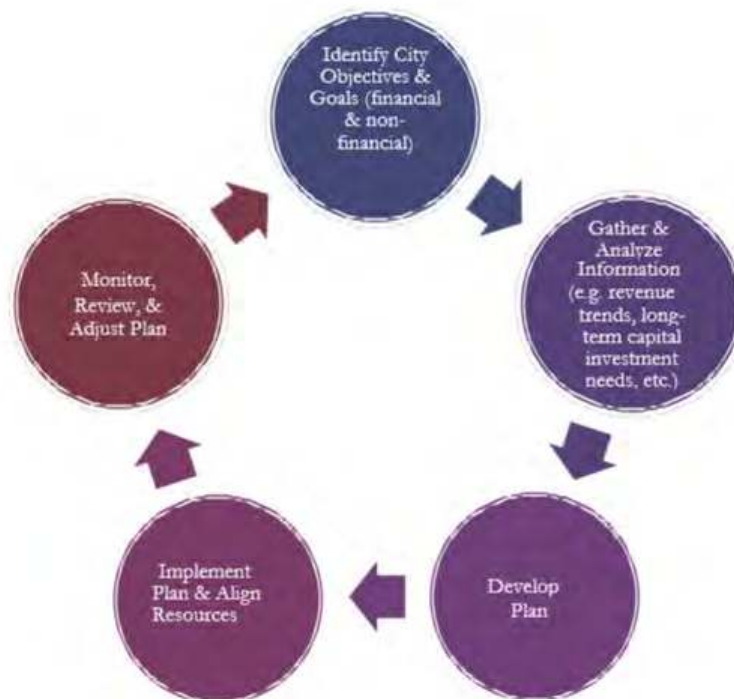 Identify City
Objectives &
Goals (financial
& non-
financial)
Gather &
Analyze
Information
(e.g. revenue
trends, long-
term capital
investment
needs, etc.)
Develop
Plan
Implement
Plan & Align
Resources
Monitor,
Review, &
Adjust Plan